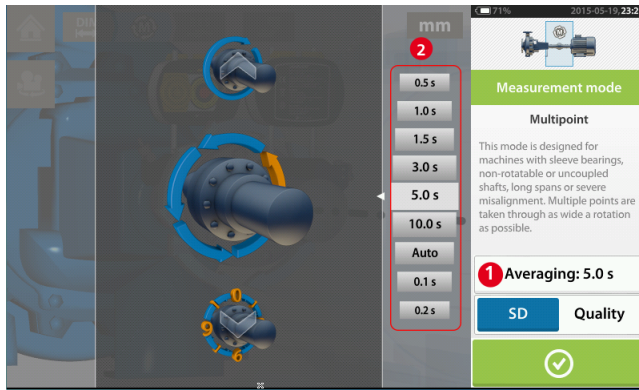 DIM
mm
2
0.5 s
1.0 s
1.5 s
3.0 s
5.0 s
10.0 s
Auto
0.1 s
0.2 s
0
9
6
71%
2015-05-19, 23:2
Measurement mode
Multipoint
This mode is designed for
machines with sleeve bearings,
non-rotatable or uncoupled
shafts, long spans or severe
misalignment. Multiple points are
taken through as wide a rotation
as possible.
1
Averaging: 5.0 s
SD
Quality